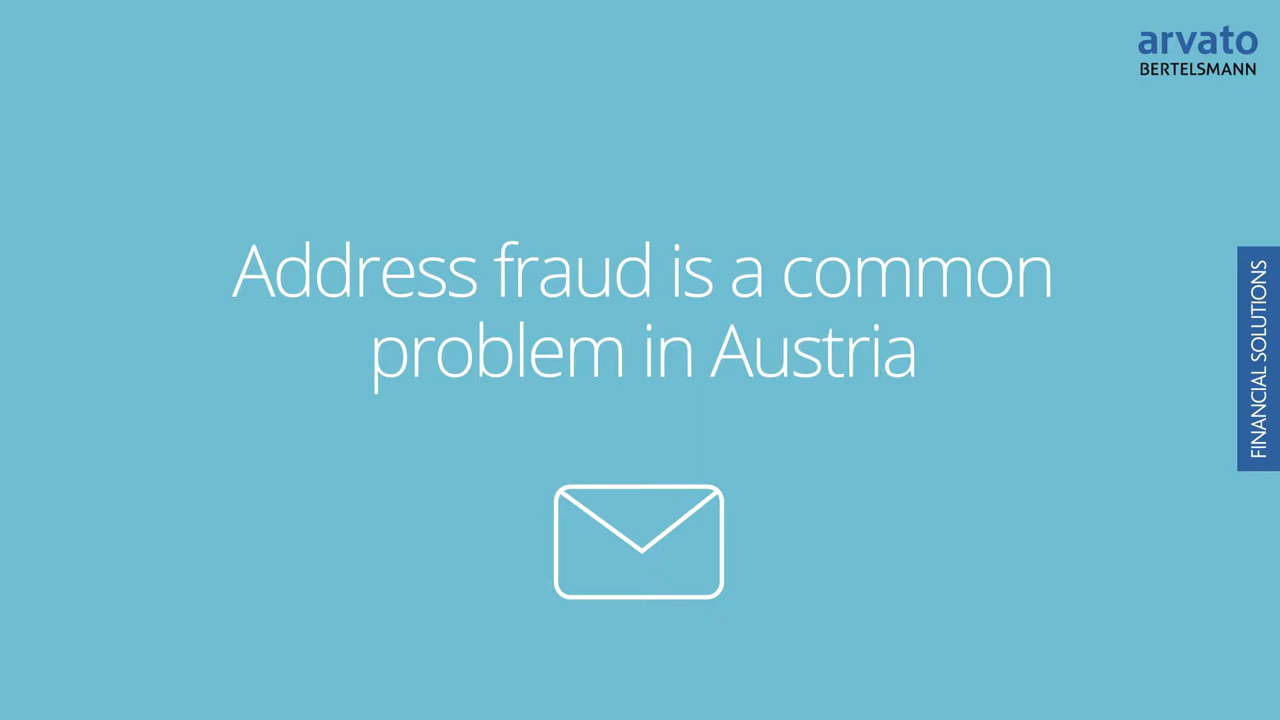 arvato
BERTELSMANN
Address fraud is a common
problem in Austria
FINANCIAL SOLUTIONS